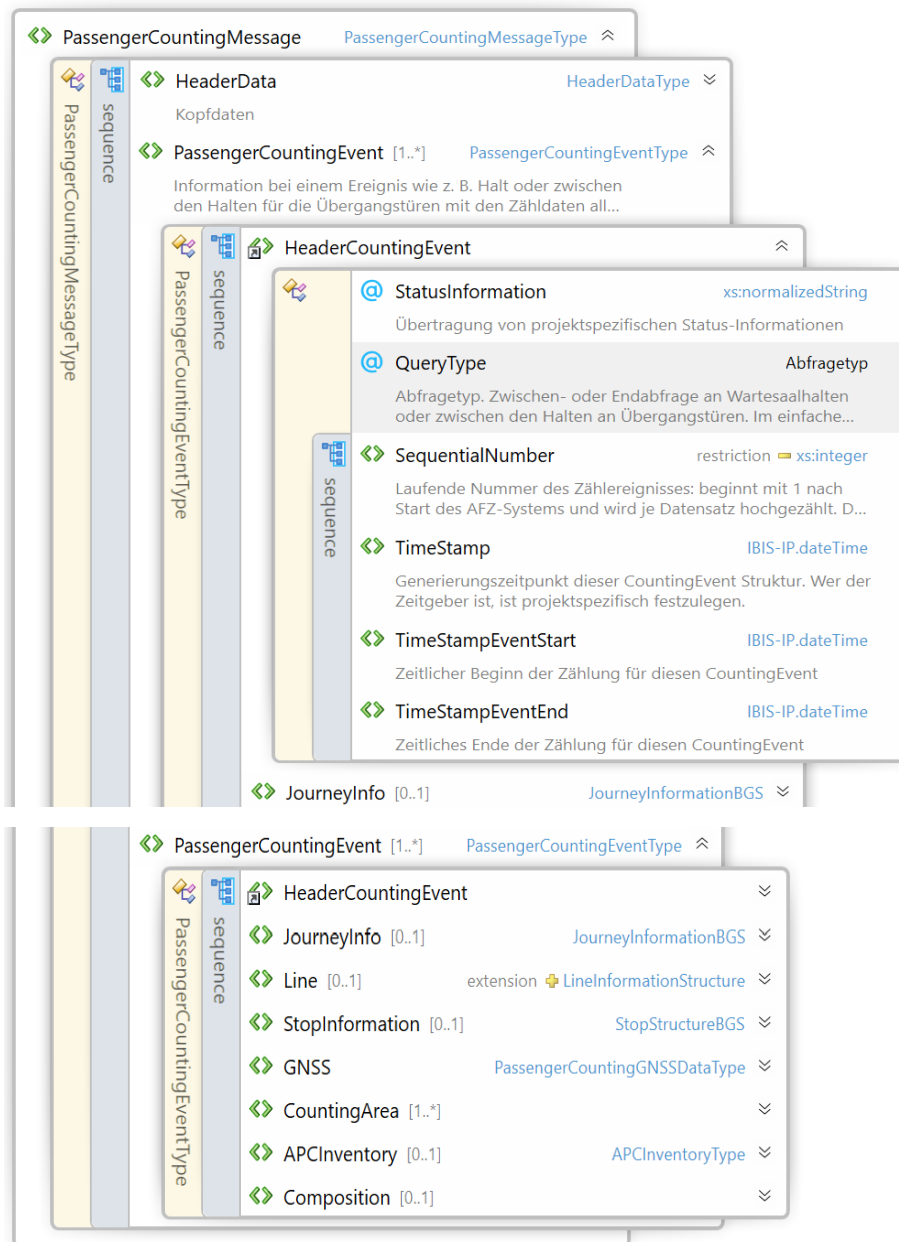 PassengerCountingMessage PassengerCountingMessageType
PassengerCountingMessageType
sequence
HeaderData HeaderDataType
Kopfdaten
PassengerCountingEvent [1..*] PassengerCountingEventType
Information bei einem Ereignis wie z. B. Halt oder zwischen
den Halten für die Übergangstüren mit den Zähldaten all...
PassengerCountingEventType
sequence
HeaderCountingEvent
@ StatusInformation xs:normalizedString
Übertragung von projektspezifischen Status-Informationen
@ QueryType Abfragetyp
Abfragetyp. Zwischen- oder Endabfrage an Wartesaalhalten
oder zwischen den Halten an Übergangstüren. Im einfache...
sequence
SequentialNumber restriction xs:integer
Laufende Nummer des Zählereignisses: beginnt mit 1 nach
Start des AFZ-Systems und wird je Datensatz hochgezählt. D...
TimeStamp IBIS-IP.dateTime
Generierungszeitpunkt dieser CountingEvent Struktur. Wer der
Zeitgeber ist, ist projektspezifisch festzulegen.
TimeStampEventStart IBIS-IP.dateTime
Zeitlicher Beginn der Zählung für diesen CountingEvent
TimeStampEventEnd IBIS-IP.dateTime
Zeitliches Ende der Zählung für diesen CountingEvent
JourneyInfo [0..1] JourneyInformationBGS
PassengerCountingEvent [1..*] PassengerCountingEventType
PassengerCountingEventType
sequence
HeaderCountingEvent
JourneyInfo [0..1] JourneyInformationBGS
Line [0..1] extension LineInformationStructure
StopInformation [0..1] StopStructureBGS
GNSS PassengerCountingGNSSDataType
CountingArea [1..*]
APCInventory [0..1] APCInventoryType
Composition [0..1]